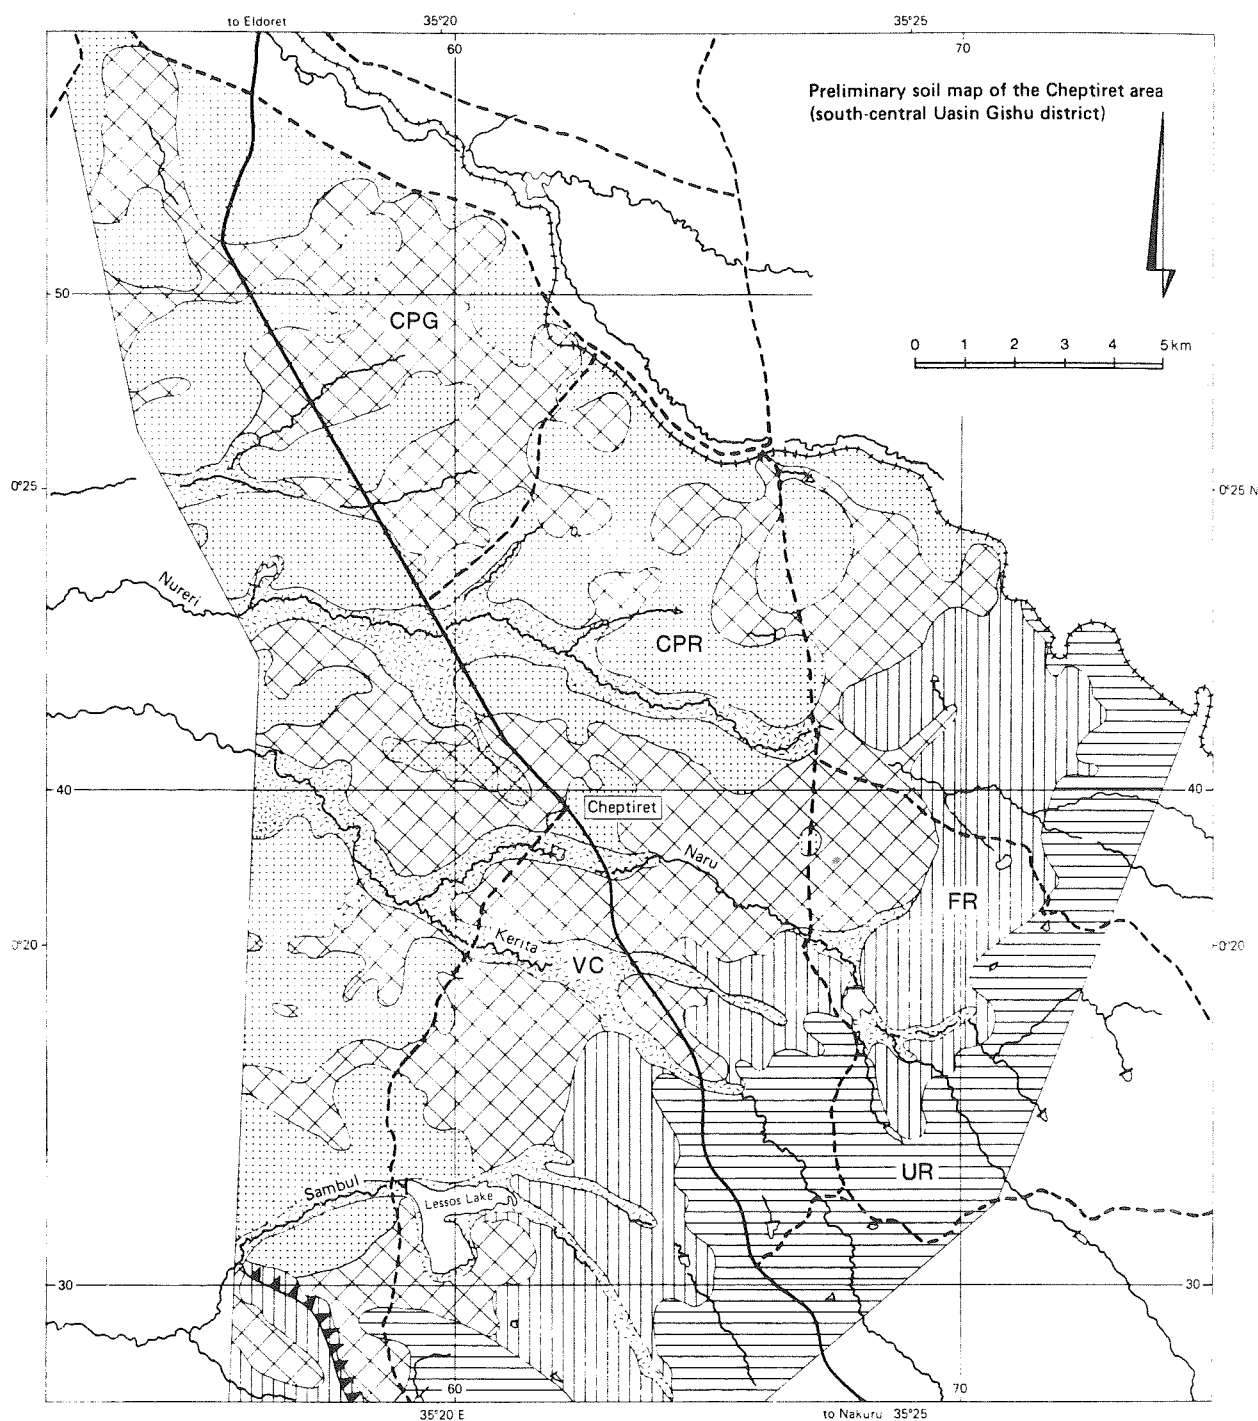 to Eldoret
35°20
35°25
60
70
Preliminary soil map of the Cheptiret area
(south-central Uasin Gishu district)
50
CPG
0 1 2 3 4 5 km
0°25
0°25 N
Nureri
CPR
40
40
Cheptiret
Naru
FR
0°20
0°20
Kerita
VC
UR
Sambul
Lessos Lake
30
30
60
70
35°20 E
to Nakuru 35°25